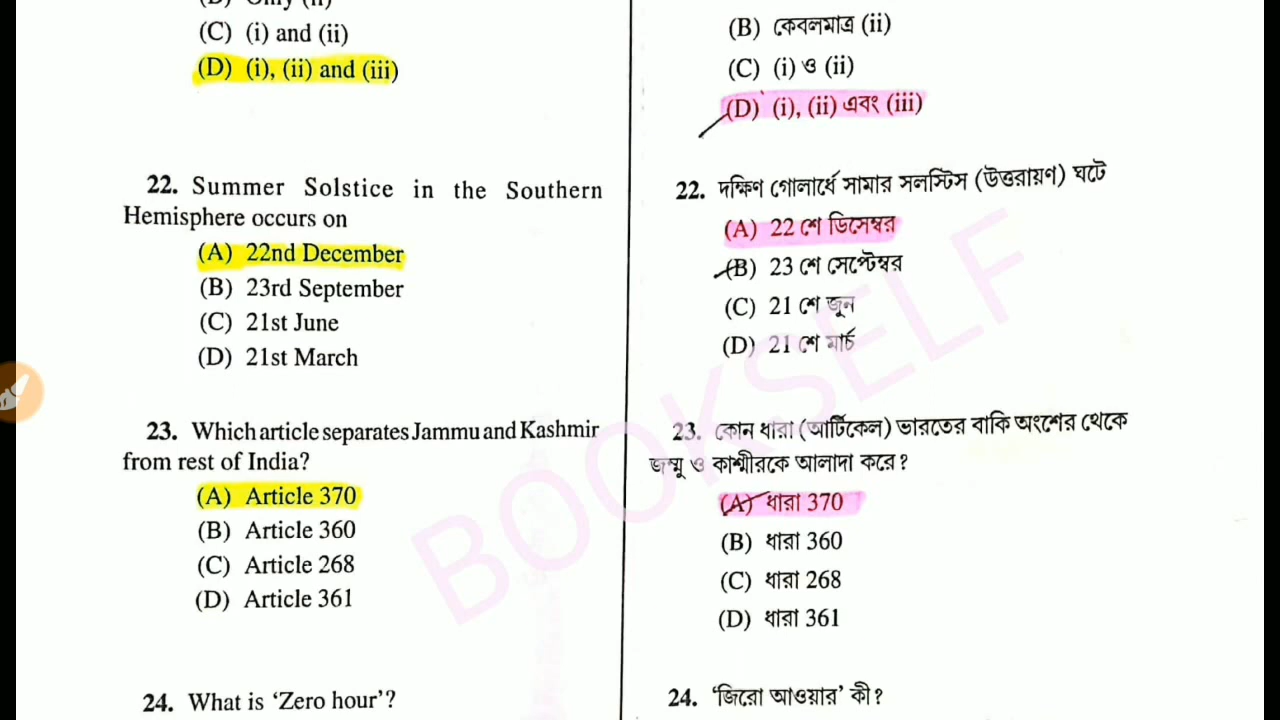 (C) (i) and (ii)
(D) (i), (ii) and (iii)
22. Summer Solstice in the Southern
Hemisphere occurs on
(A) 22nd December
(B) 23rd September
(C) 21st June
(D) 21st March
23. Which article separates Jammu and Kashmir
from rest of India?
(A) Article 370
(B) Article 360
(C) Article 268
(D) Article 361
24. What is ‘Zero hour’?
(B) কেবলমাত্র (ii)
(C) (i) ও (ii)
(D) (i), (ii) এবং (iii)
22. দক্ষিণ গোলার্ধে সামার সলস্টিস (উত্তরায়ণ) ঘটে
(A) 22 শে ডিসেম্বর
(B) 23 শে সেপ্টেম্বর
(C) 21 শে জুন
(D) 21 শে মার্চ
23. কোন ধারা (আর্টিকেল) ভারতের বাকি অংশের থেকে
জম্মু ও কাশ্মীরকে আলাদা করে?
(A) ধারা 370
(B) ধারা 360
(C) ধারা 268
(D) ধারা 361
24. ‘জিরো আওয়ার’ কী?
BOOKSELF